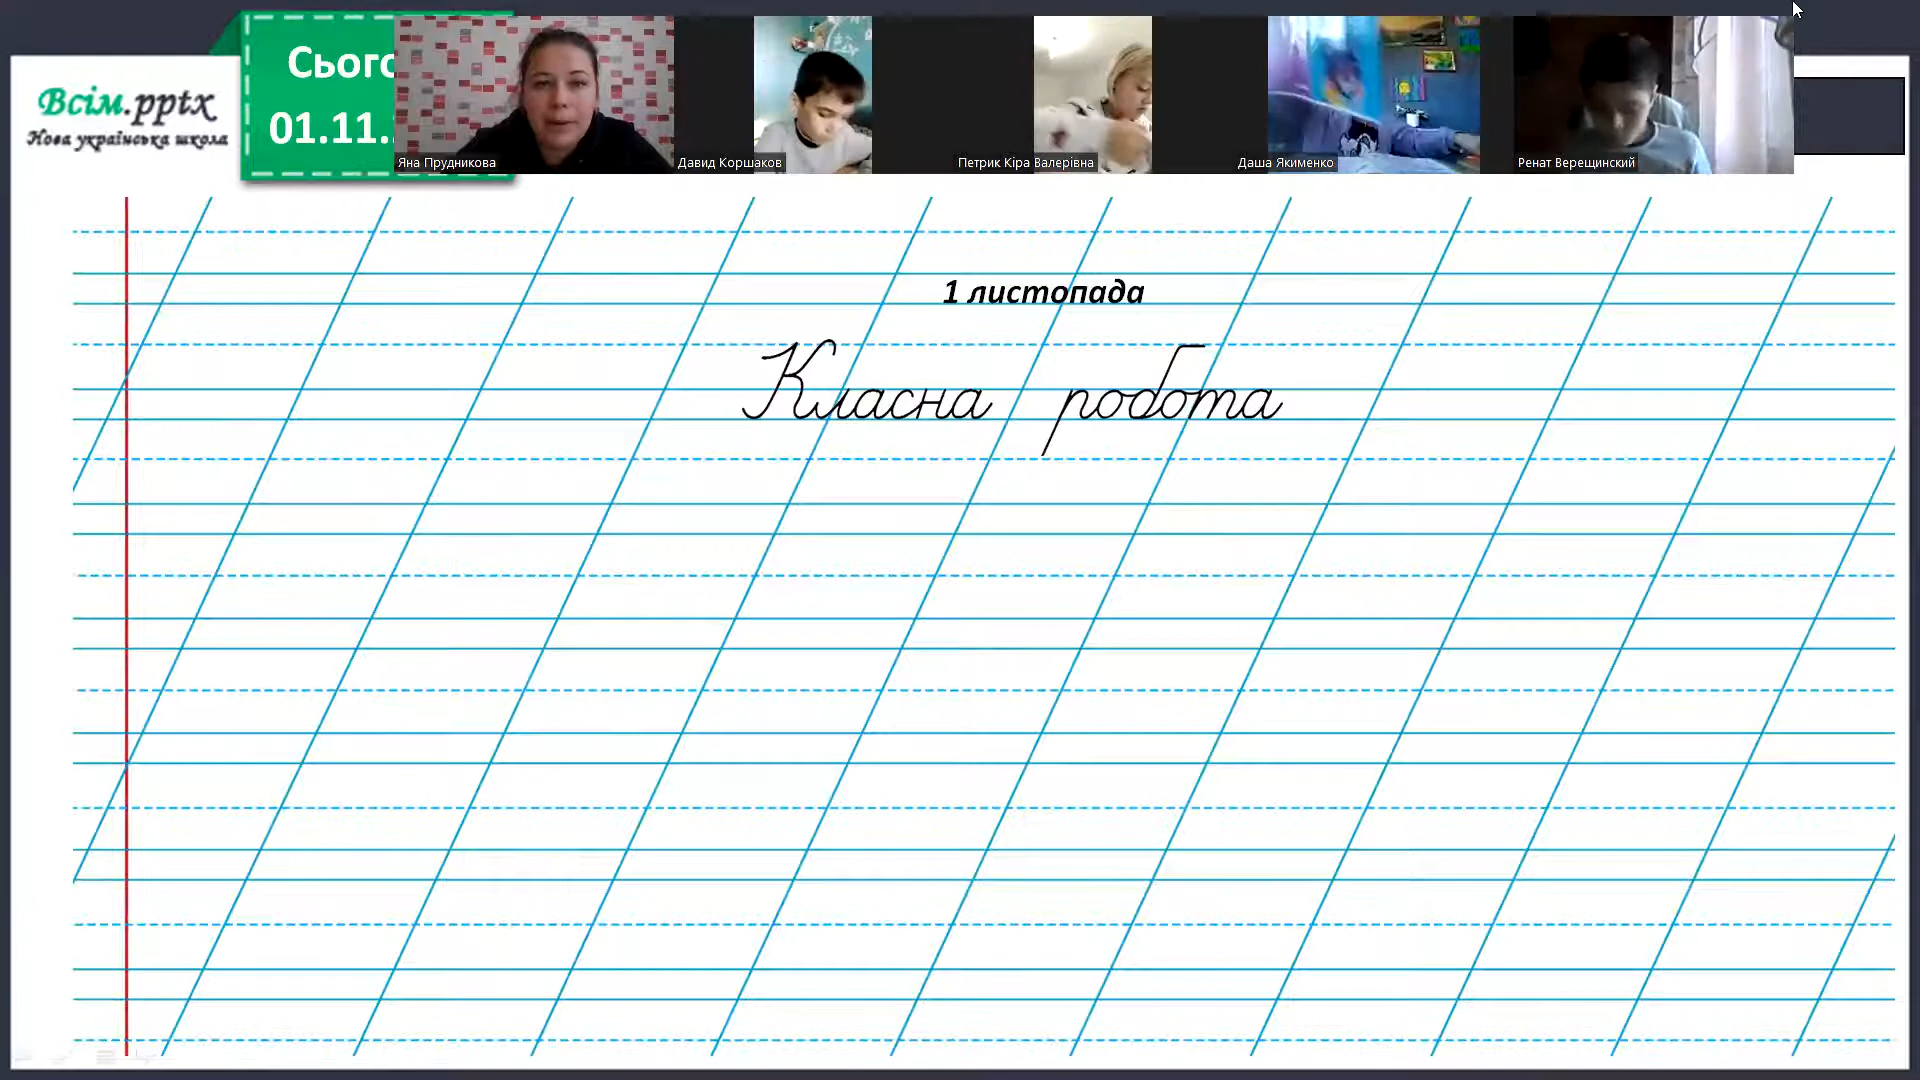 Сього
01.11.
Всім.pptx
Нова українська школа
Яна Прудникова
Давид Коршаков
Петрик Кіра Валерівна
Даша Якименко
Ренат Верещинский
1 листопада
Класна робота